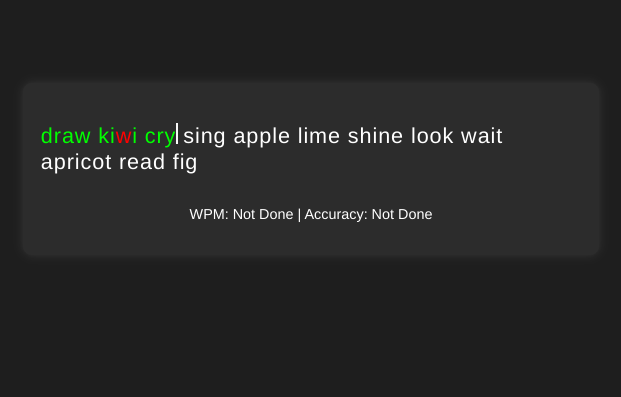 draw kiwi cry sing apple lime shine look wait
apricot read fig
WPM: Not Done | Accuracy: Not Done